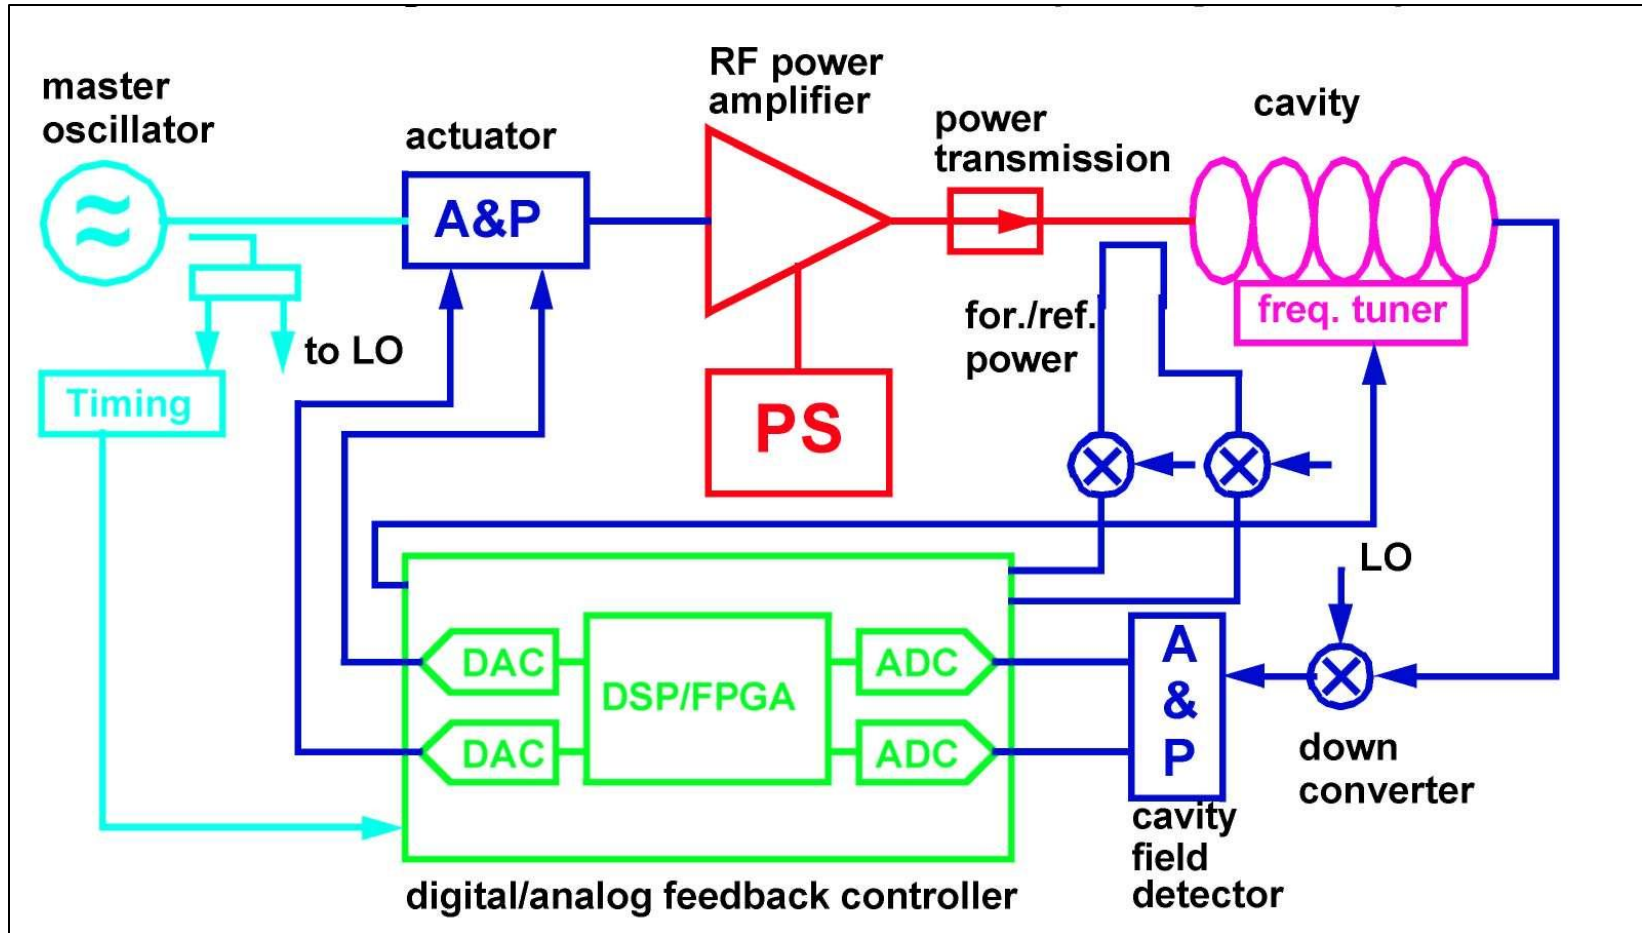 master
oscillator
actuator
RF power
amplifier
power
transmission
cavity
A&P
freq. tuner
for./ref.
power
to LO
Timing
PS
LO
DAC
DSP/FPGA
ADC
DAC
ADC
A
&
P
down
converter
cavity
field
detector
digital/analog feedback controller